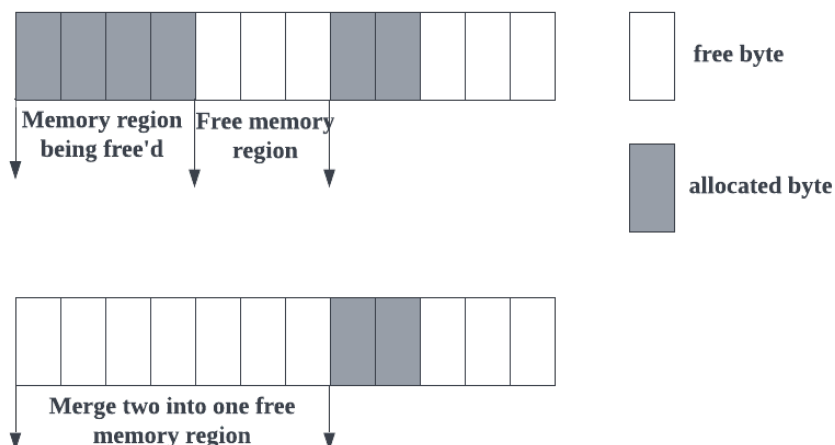 free byte
Memory region
being free'd
Free memory
region
allocated byte
Merge two into one free
memory region